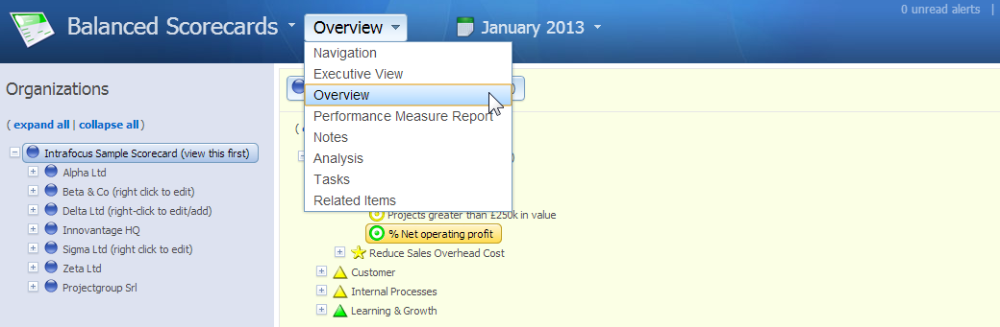 0 unread alerts |
Balanced Scorecards Overview January 2013
Navigation
Executive View
Overview
Performance Measure Report
Notes
Analysis
Tasks
Related Items
Organizations
( expand all | collapse all )
Intrafocus Sample Scorecard (view this first)
Alpha Ltd
Beta & Co (right click to edit)
Delta Ltd (right-click to edit/add)
Innovantage HQ
Sigma Ltd (right click to edit)
Zeta Ltd
Projectgroup Srl
Projects greater than £250k in value
% Net operating profit
Reduce Sales Overhead Cost
Customer
Internal Processes
Learning & Growth